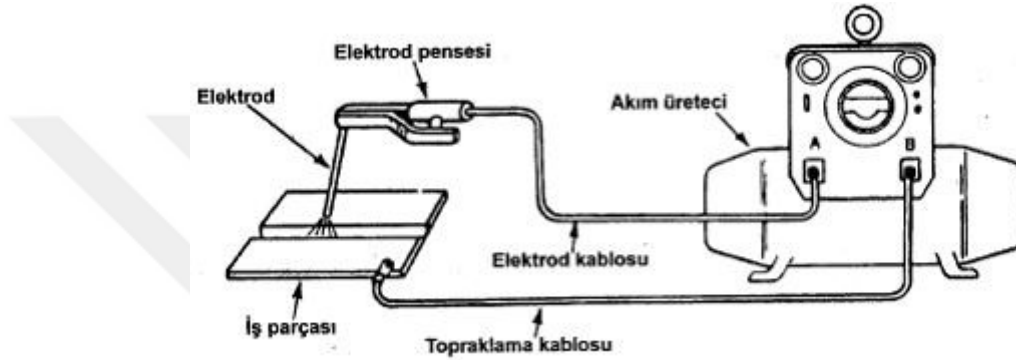 Elektrod pensesi
Elektrod
Akım üreteci
A
B
Elektrod kablosu
İş parçası
Topraklama kablosu